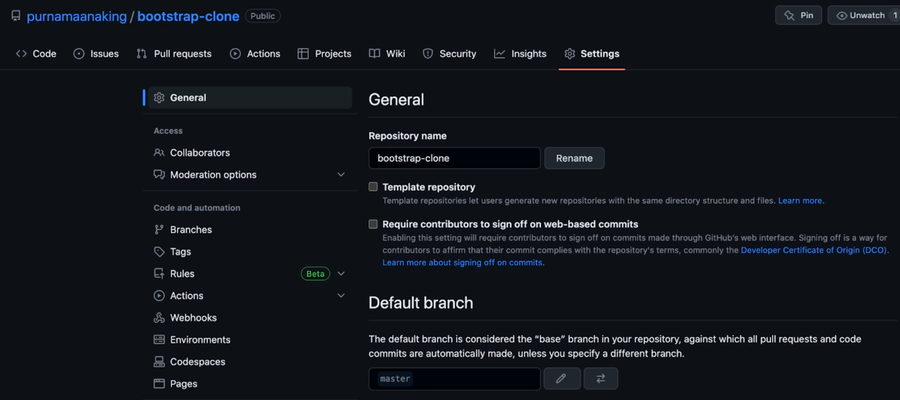 purnamaanaking / bootstrap-clone Public
Pin
Unwatch 1
Code
Issues
Pull requests
Actions
Projects
Wiki
Security
Insights
Settings
General
Access
Collaborators
Moderation options
Code and automation
Branches
Tags
Rules Beta
Actions
Webhooks
Environments
Codespaces
Pages
General
Repository name
bootstrap-clone Rename
Template repository
Template repositories let users generate new repositories with the same directory structure and files. Learn more.
Require contributors to sign off on web-based commits
Enabling this setting will require contributors to sign off on commits made through GitHub's web interface. Signing off is a way for
contributors to affirm that their commit complies with the repository's terms, commonly the Developer Certificate of Origin (DCO).
Learn more about signing off on commits.
Default branch
The default branch is considered the “base” branch in your repository, against which all pull requests and code
commits are automatically made, unless you specify a different branch.
master